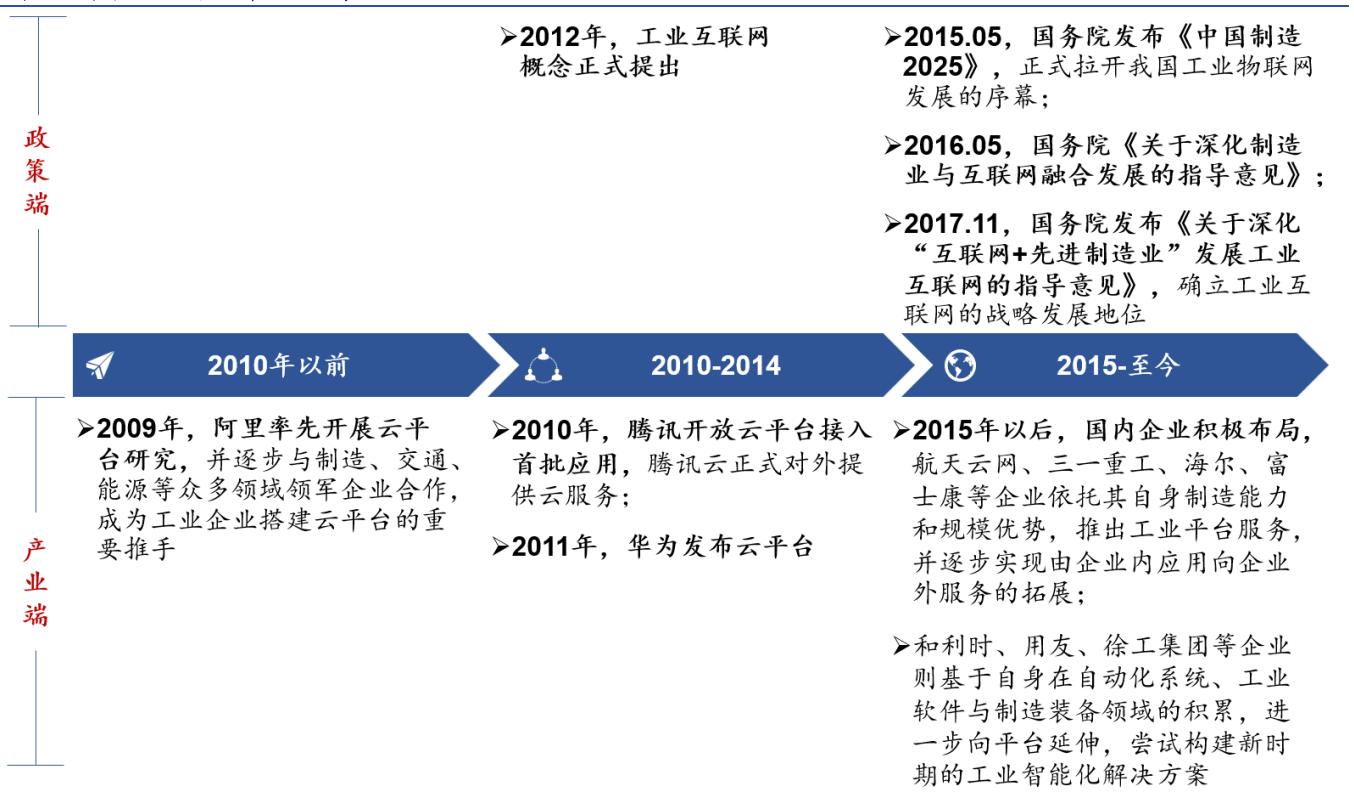 政策端
➢2012年，工业互联网
概念正式提出
➢2015.05，国务院发布《中国制造
2025》，正式拉开我国工业物联网
发展的序幕；
➢2016.05，国务院《关于深化制造
业与互联网融合发展的指导意见》；
➢2017.11，国务院发布《关于深化
“互联网+先进制造业”发展工业
互联网的指导意见》，确立工业互
联网的战略发展地位
2010年以前
2010-2014
2015-至今
产业端
➢2009年，阿里率先开展云平
台研究，并逐步与制造、交通、
能源等众多领域领军企业合作，
成为工业企业搭建云平台的重
要推手
➢2010年，腾讯开放云平台接入
首批应用，腾讯云正式对外提
供云服务；
➢2011年，华为发布云平台
➢2015年以后，国内企业积极布局，
航天云网、三一重工、海尔、富
士康等企业依托其自身制造能力
和规模优势，推出工业平台服务，
并逐步实现由企业内应用向企业
外服务的拓展；
➢和利时、用友、徐工集团等企业
则基于自身在自动化系统、工业
软件与制造装备领域的积累，进
一步向平台延伸，尝试构建新时
期的工业智能化解决方案